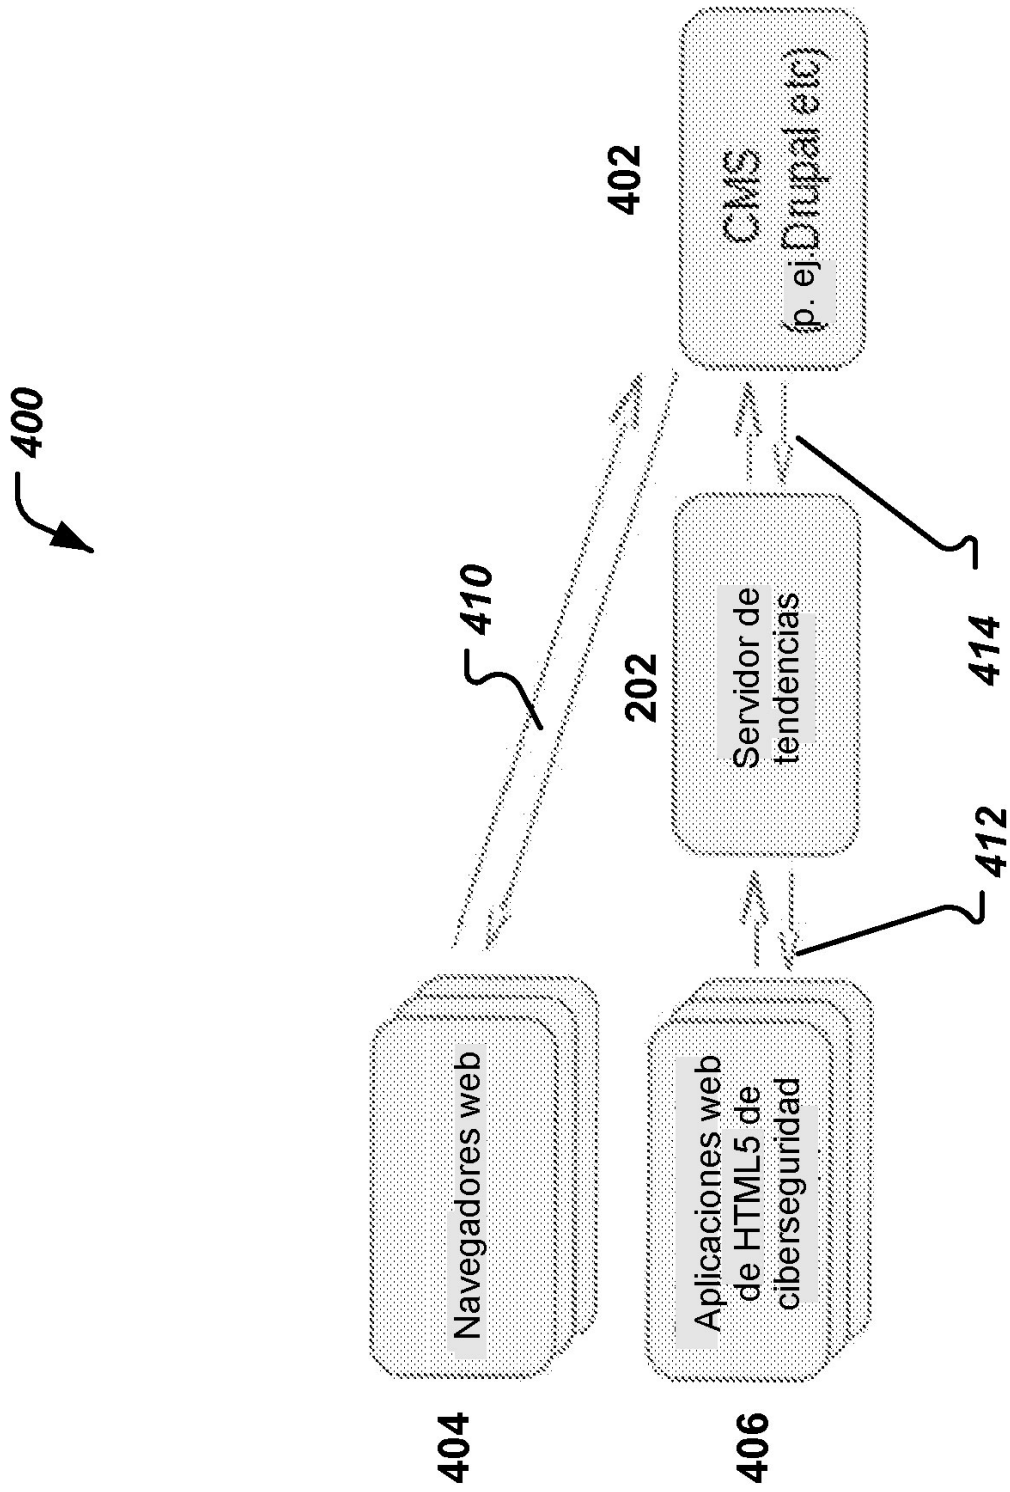 400
410
402
CMS
(p. ej.Drupal etc)
202
Servidor de
tendencias
414
412
404
Navegadores web
406
Aplicaciones web
de HTML5 de
ciberseguridad